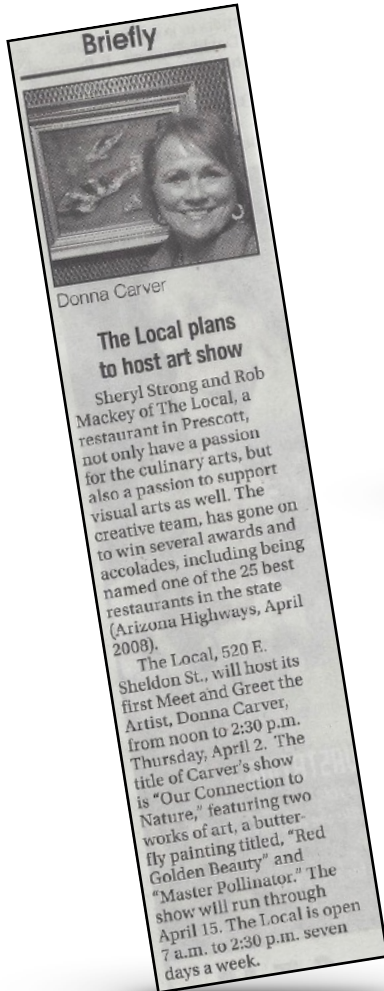 Briefly
Donna Carver
The Local plans
to host art show
Sheryl Strong and Rob
Mackey of The Local, a
restaurant in Prescott,
not only have a passion
for the culinary arts, but
also a passion to support
visual arts as well. The
creative team, has gone on
to win several awards and
accolades, including being
named one of the 25 best
restaurants in the state
(Arizona Highways, April
2008).
The Local, 520 E.
Sheldon St., will host its
first Meet and Greet the
Artist, Donna Carver,
from noon to 2:30 p.m.
Thursday, April 2. The
title of Carver's show
is "Our Connection to
Nature," featuring two
works of art, a butter-
fly painting titled, "Red
Golden Beauty" and
"Master Pollinator." The
show will run through
April 15. The Local is open
7 a.m. to 2:30 p.m. seven
days a week.